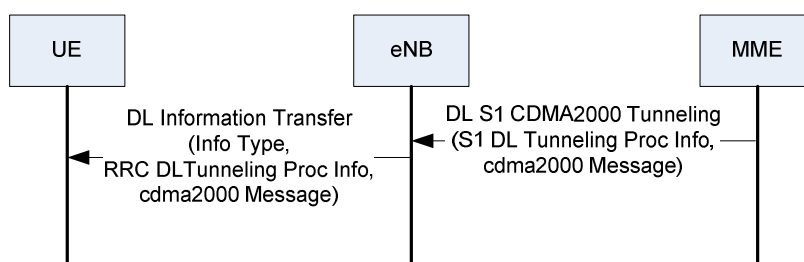 UE
eNB
MME
DL Information Transfer
(Info Type,
RRC DLTunneling Proc Info,
cdma2000 Message)
DL S1 CDMA2000 Tunneling
(S1 DL Tunneling Proc Info,
cdma2000 Message)